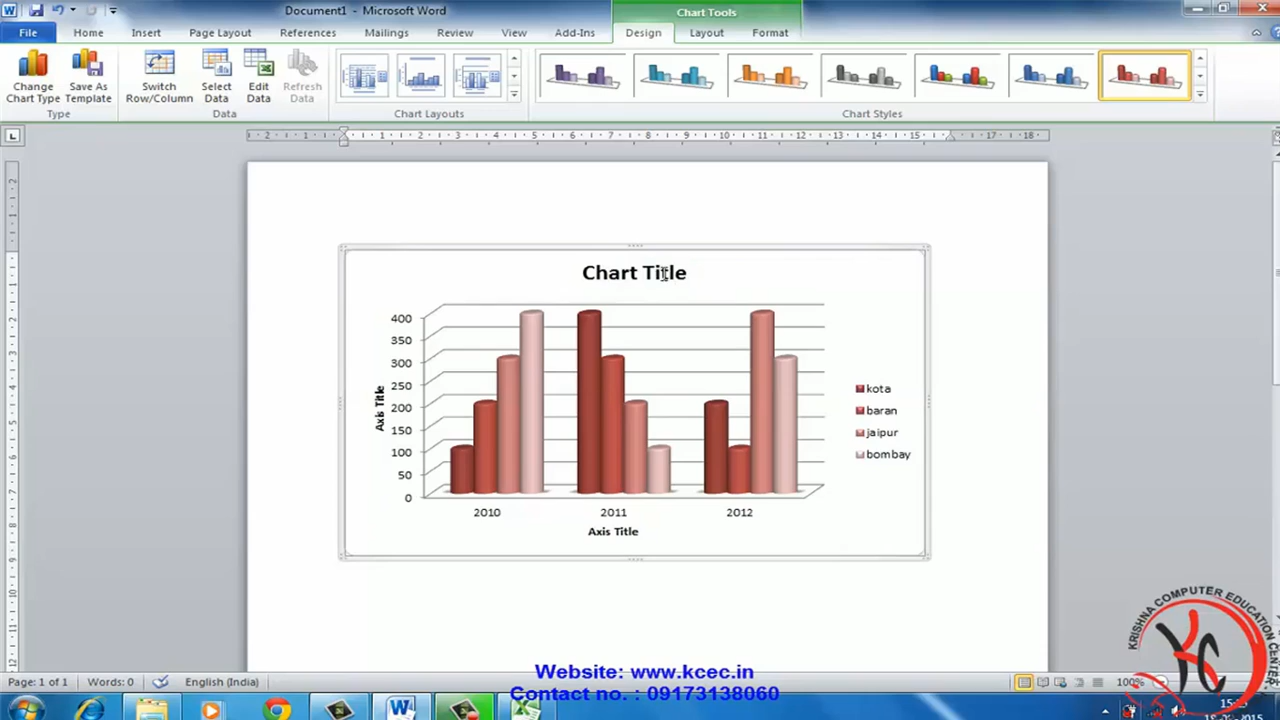 Document1 - Microsoft Word
Chart Tools
File Home Insert Page Layout References Mailings Review View Add-Ins Design Layout Format
Change Chart Type
Save As Template
Switch Row/Column
Select Data
Edit Data
Refresh Data
Type Data Chart Layouts Chart Styles
Chart Title
400
350
300
250
200
150
100
50
0
Axis Title
2010 2011 2012
Axis Title
kota
baran
jaipur
bombay
KRISHNA COMPUTER EDUCATION CENTER
KC
Website: www.kcec.in
Contact no. : 09173138060
Page: 1 of 1 Words: 0 English (India) 100%